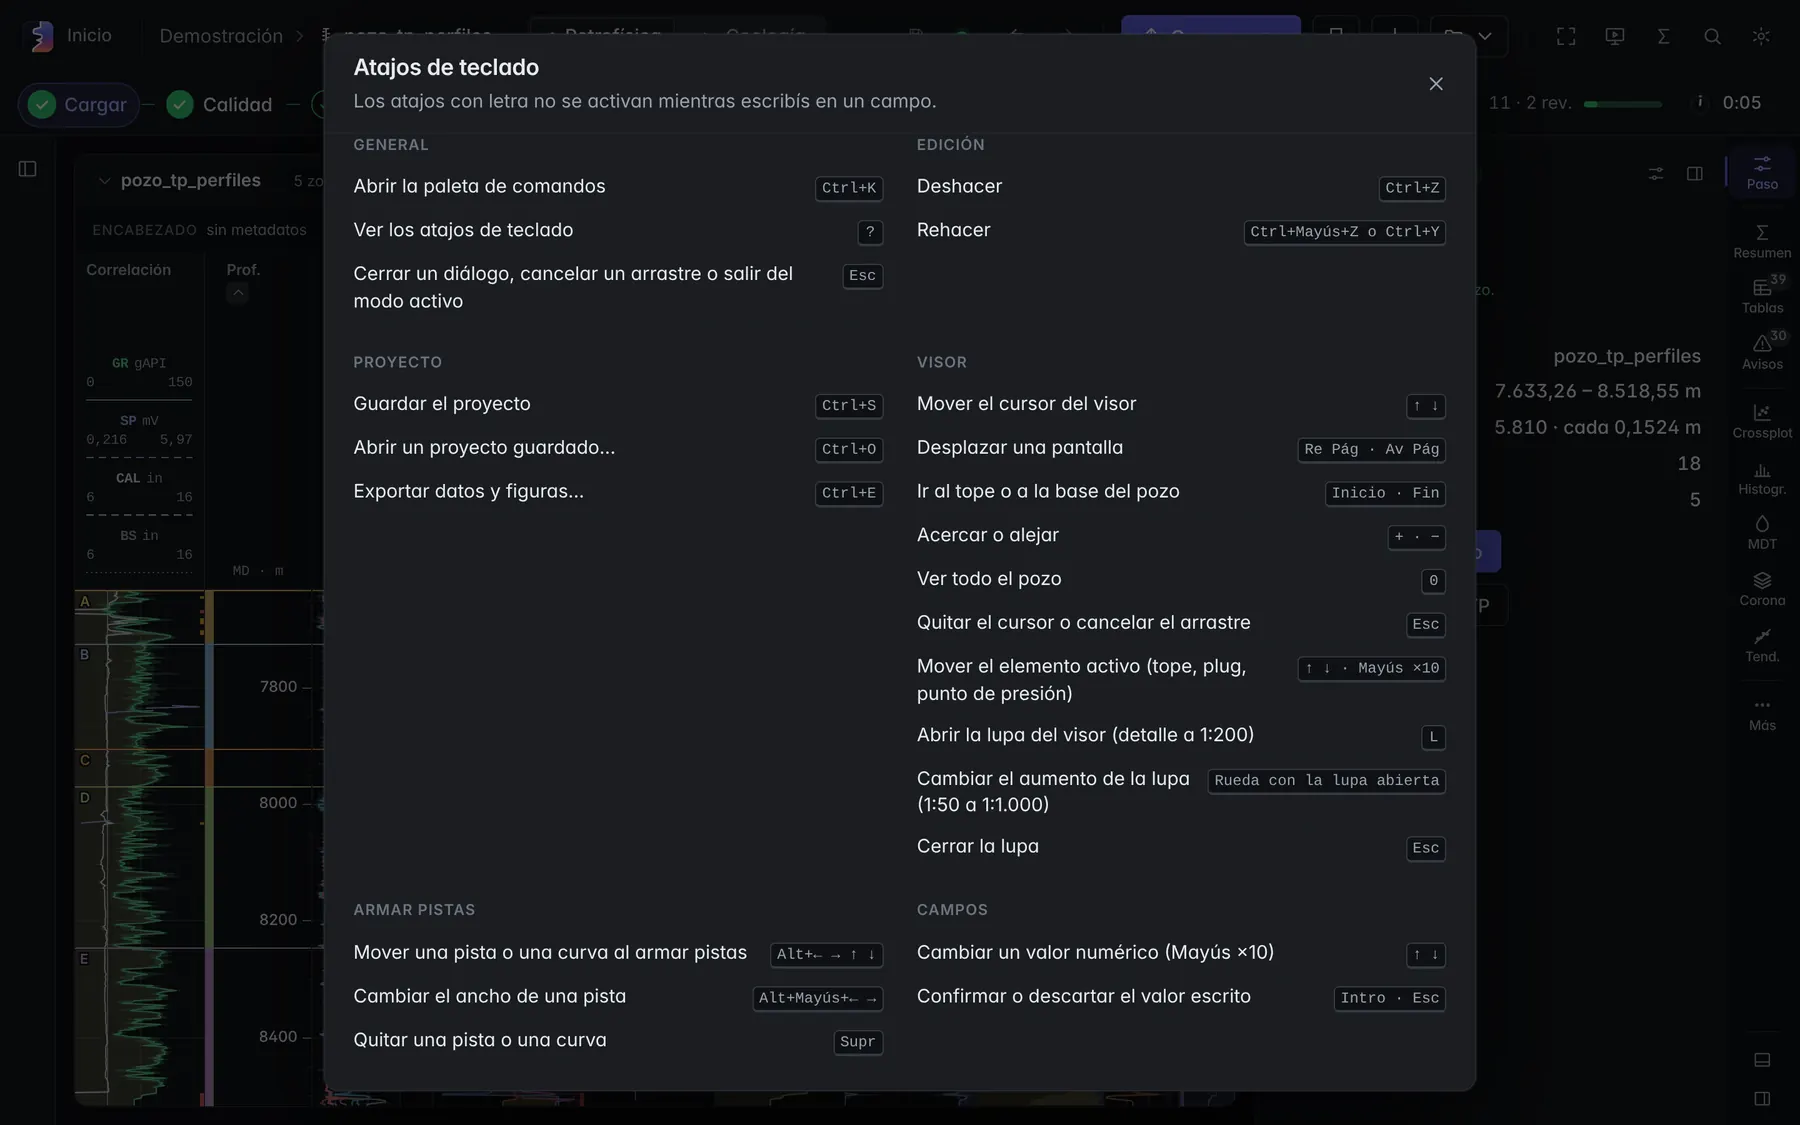 Inicio
Demostración
pozo_tp_perfiles
Petrofísica
Geología
Cargar
Calidad
11 · 2 rev.
0:05
Atajos de teclado
Los atajos con letra no se activan mientras escribís en un campo.
GENERAL
Abrir la paleta de comandos Ctrl+K
Ver los atajos de teclado ?
Cerrar un diálogo, cancelar un arrastre o salir del Esc
modo activo
EDICIÓN
Deshacer Ctrl+Z
Rehacer Ctrl+Mayús+Z o Ctrl+Y
PROYECTO
Guardar el proyecto Ctrl+S
Abrir un proyecto guardado... Ctrl+O
Exportar datos y figuras... Ctrl+E
VISOR
Mover el cursor del visor ↑ ↓
Desplazar una pantalla Re Pág · Av Pág
Ir al tope o a la base del pozo Inicio · Fin
Acercar o alejar + · −
Ver todo el pozo 0
Quitar el cursor o cancelar el arrastre Esc
Mover el elemento activo (tope, plug, ↑ ↓ · Mayús ×10
punto de presión)
Abrir la lupa del visor (detalle a 1:200) L
Cambiar el aumento de la lupa Rueda con la lupa abierta
(1:50 a 1:1.000)
Cerrar la lupa Esc
ARMAR PISTAS
Mover una pista o una curva al armar pistas Alt+← → ↑ ↓
Cambiar el ancho de una pista Alt+Mayús+← →
Quitar una pista o una curva Supr
CAMPOS
Cambiar un valor numérico (Mayús ×10) ↑ ↓
Confirmar o descartar el valor escrito Intro · Esc
pozo_tp_perfiles 5 zo
ENCABEZADO sin metadatos
Correlación
Prof.
GR gAPI
0 150
SP mV
0,216 5,97
CAL in
6 16
BS in
6 16
MD · m
A
B
7800
C
D
8000
8200
E
8400
zo.
pozo_tp_perfiles
7.633,26 – 8.518,55 m
5.810 · cada 0,1524 m
18
5
o
TP
Paso
Resumen
39
Tablas
30
Avisos
Crossplot
Histogr.
MDT
Corona
Tend.
Más